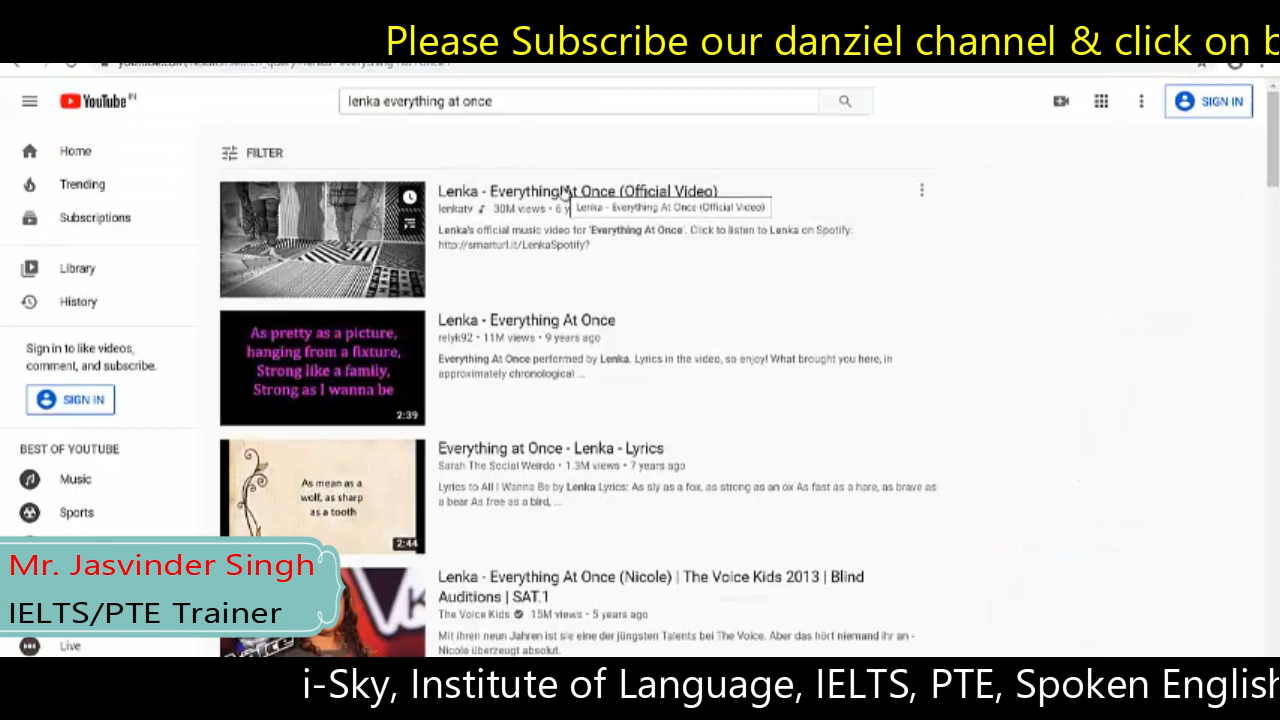 Please Subscribe our danziel channel & click on b
YouTube IN
lenka everything at once
SIGN IN
Home
Trending
Subscriptions
Library
History
Sign in to like videos,
comment, and subscribe.
SIGN IN
BEST OF YOUTUBE
Music
Sports
Live
FILTER
Lenka - Everything At Once (Official Video)
lenkatv 30M views • 6 y
Lenka - Everything At Once (Official Video)
Lenka's official music video for 'Everything At Once'. Click to listen to Lenka on Spotify:
http://smarturl.it/LenkaSpotify?
As pretty as a picture,
hanging from a fixture,
Strong like a family,
Strong as I wanna be
2:39
Lenka - Everything At Once
relyk92 • 11M views • 9 years ago
Everything At Once performed by Lenka. Lyrics in the video, so enjoy! What brought you here, in
approximately chronological ...
As mean as a
wolf, as sharp
as a tooth
2:44
Everything at Once - Lenka - Lyrics
Sarah The Social Weirdo • 1.3M views • 7 years ago
Lyrics to All I Wanna Be by Lenka Lyrics: As sly as a fox, as strong as an ox As fast as a hare, as brave as
a bear As free as a bird, ...
Lenka - Everything At Once (Nicole) | The Voice Kids 2013 | Blind
Auditions | SAT.1
The Voice Kids 15M views • 5 years ago
Mit ihren neun Jahren ist sie eine der jüngsten Talents bei The Voice. Aber das hört niemand ihr an -
Nicole überzeugt absolut.
Mr. Jasvinder Singh
IELTS/PTE Trainer
i-Sky, Institute of Language, IELTS, PTE, Spoken English